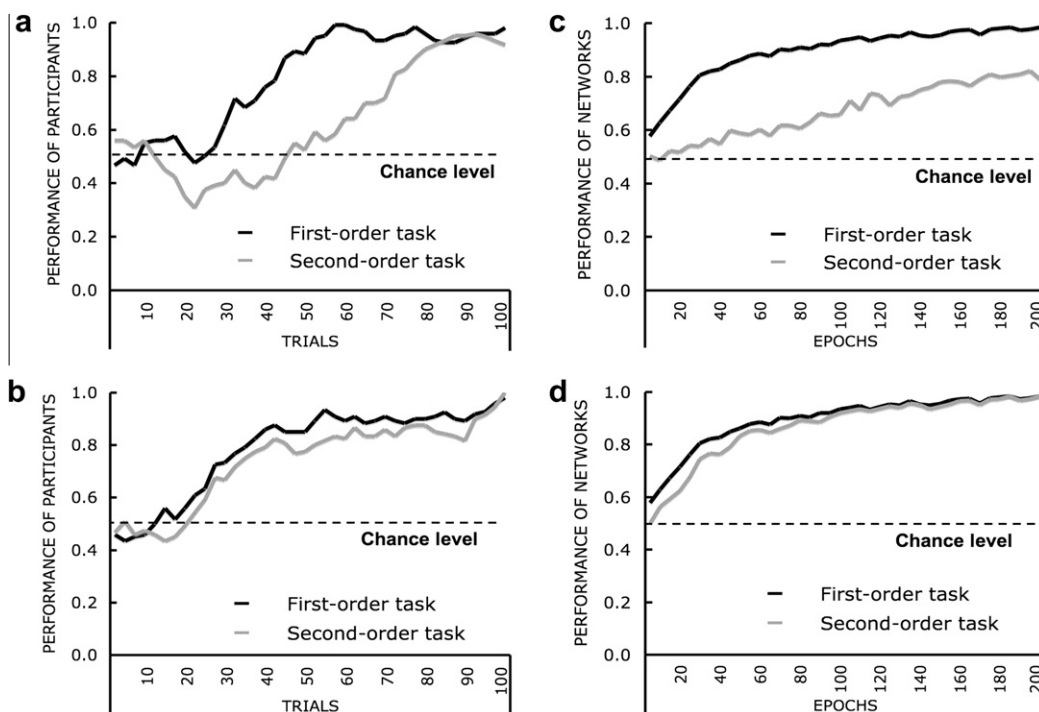 a
PERFORMANCE OF PARTICIPANTS
1.0
0.8
0.6
0.4
0.2
0.0
Chance level
First-order task
Second-order task
10
20
30
40
50
60
70
80
90
100
TRIALS
c
PERFORMANCE OF NETWORKS
1.0
0.8
0.6
0.4
0.2
0.0
Chance level
First-order task
Second-order task
20
40
60
80
100
120
140
160
180
200
EPOCHS
b
PERFORMANCE OF PARTICIPANTS
1.0
0.8
0.6
0.4
0.2
0.0
Chance level
First-order task
Second-order task
10
20
30
40
50
60
70
80
90
100
TRIALS
d
PERFORMANCE OF NETWORKS
1.0
0.8
0.6
0.4
0.2
0.0
Chance level
First-order task
Second-order task
20
40
60
80
100
120
140
160
180
200
EPOCHS